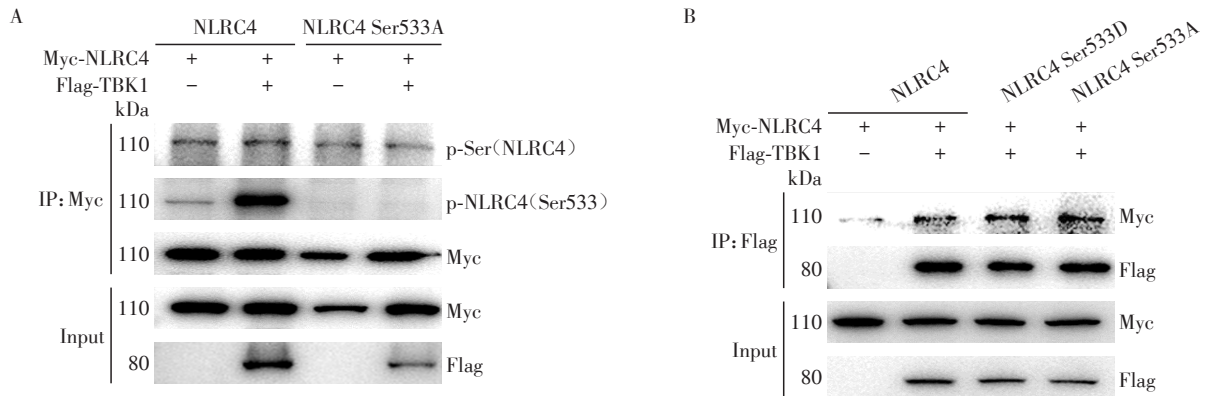 A
NLRC4 NLRC4 Ser533A
Myc-NLRC4 + + + +
Flag-TBK1 − + − +
kDa
110 p-Ser(NLRC4)
IP:Myc 110 p-NLRC4(Ser533)
110 Myc
110 Myc
Input
80 Flag
B
NLRC4 NLRC4 Ser533D NLRC4 Ser533A
Myc-NLRC4 + + + +
Flag-TBK1 − + + +
kDa
110 Myc
IP:Flag
80 Flag
110 Myc
Input
80 Flag